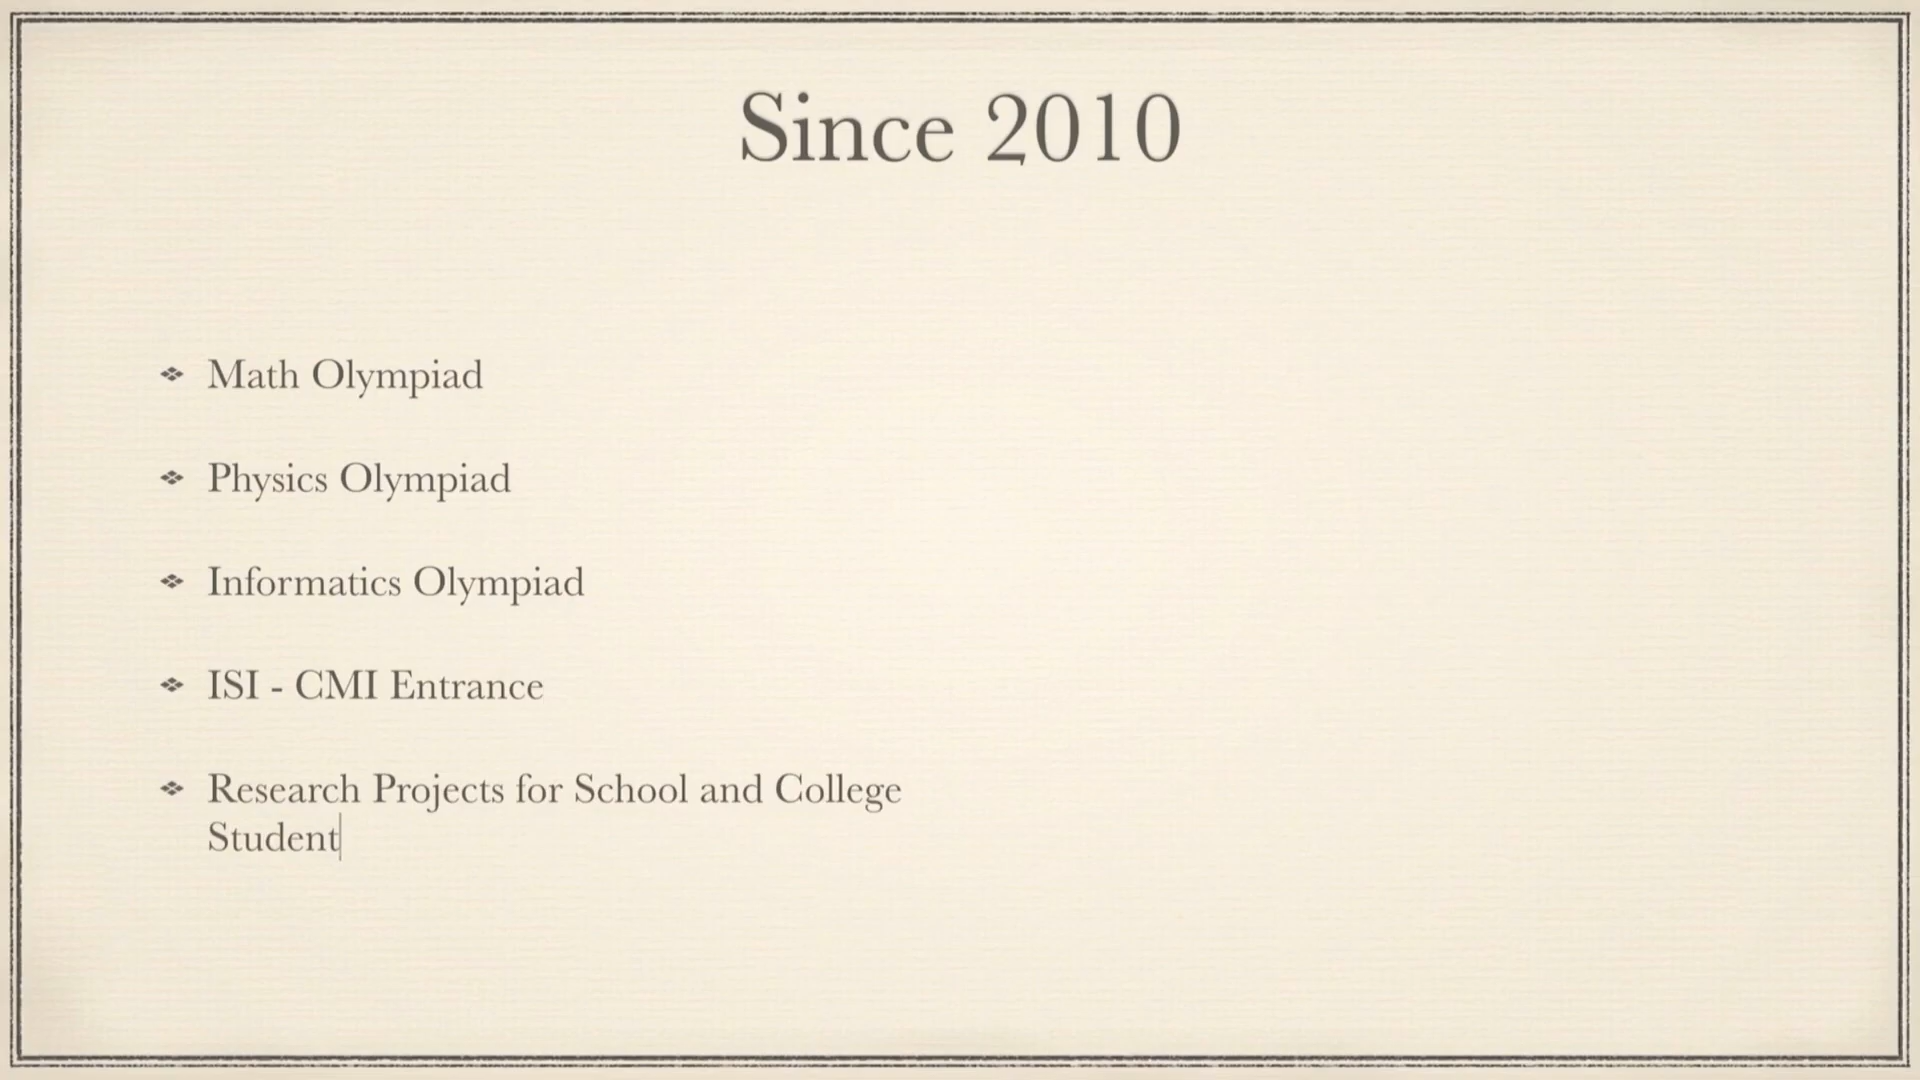 Since 2010
Math Olympiad
Physics Olympiad
Informatics Olympiad
ISI - CMI Entrance
Research Projects for School and College
Student